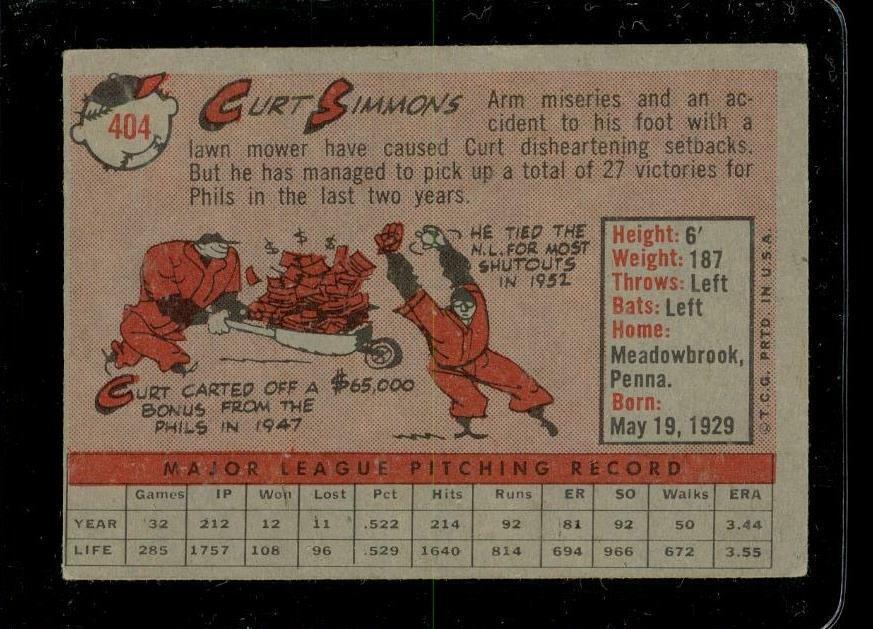 404
CURT SIMMONS
Arm miseries and an ac-
cident to his foot with a
lawn mower have caused Curt disheartening setbacks.
But he has managed to pick up a total of 27 victories for
Phils in the last two years.
$ $ $
HE TIED THE
N.L. FOR MOST
SHUTOUTS
IN 1952
CURT CARTED OFF A $65,000
BONUS FROM THE
PHILS IN 1947
Height: 6'
Weight: 187
Throws: Left
Bats: Left
Home:
Meadowbrook,
Penna.
Born:
May 19, 1929
©T.C.G. PRTD. IN U.S.A.
MAJOR LEAGUE PITCHING RECORD
Games IP Won Lost Pct Hits Runs ER SO Walks ERA
YEAR 32 212 12 11 .522 214 92 81 92 50 3.44
LIFE 285 1757 108 96 .529 1640 814 694 966 672 3.55